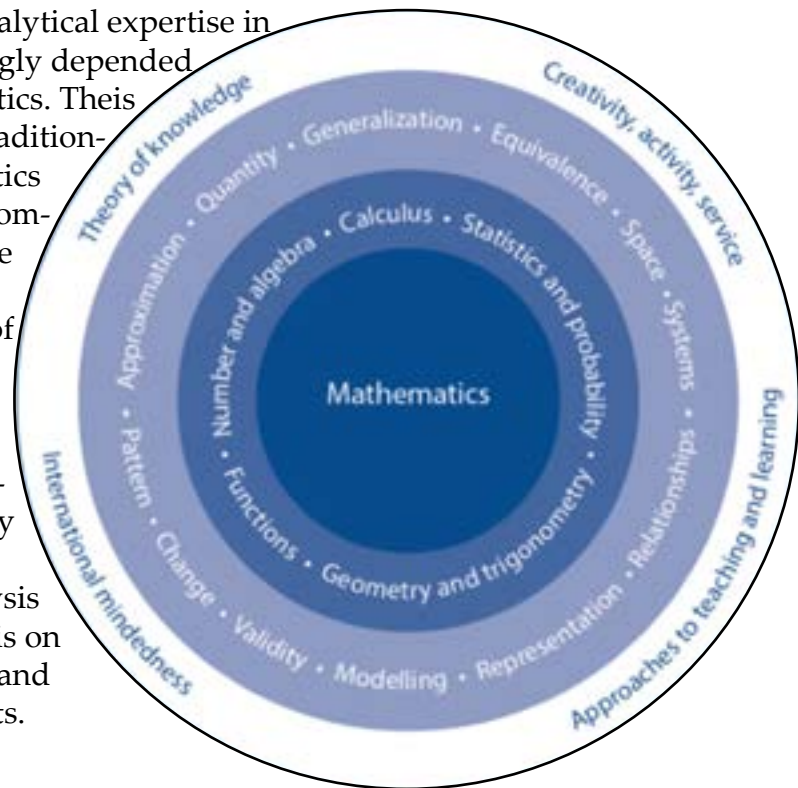 alytical expertise in
gly depended
tics. Theis
adition-
tics
om-
e
of
-
y
ysis
is on
and
ts.
Theory of knowledge
Creativity, activity, service
International mindedness
Approaches to teaching and learning
Approximation • Quantity • Generalization • Equivalence • Space • Systems • Relationships • Representation • Modelling • Validity • Change • Pattern •
Number and algebra • Calculus • Statistics and probability • Geometry and trigonometry • Functions •
Mathematics